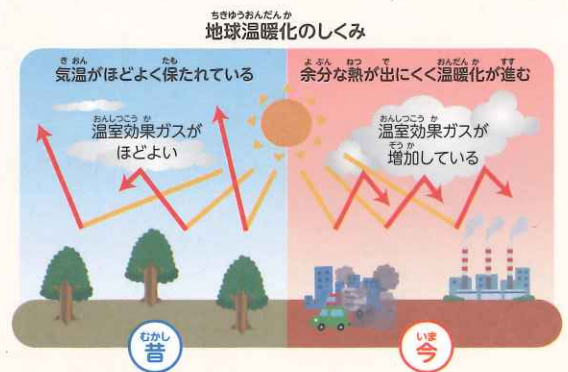 ちきゅうおんだんか
地球温暖化のしくみ
きおん たも
気温がほどよく保たれている
よぶん ねつ で おんだんか すす
余分な熱が出にくく温暖化が進む
おんしつこうか
温室効果ガスが
ほどよい
おんしつこうか
温室効果ガスが
ぞうか
増加している
むかし
昔
いま
今